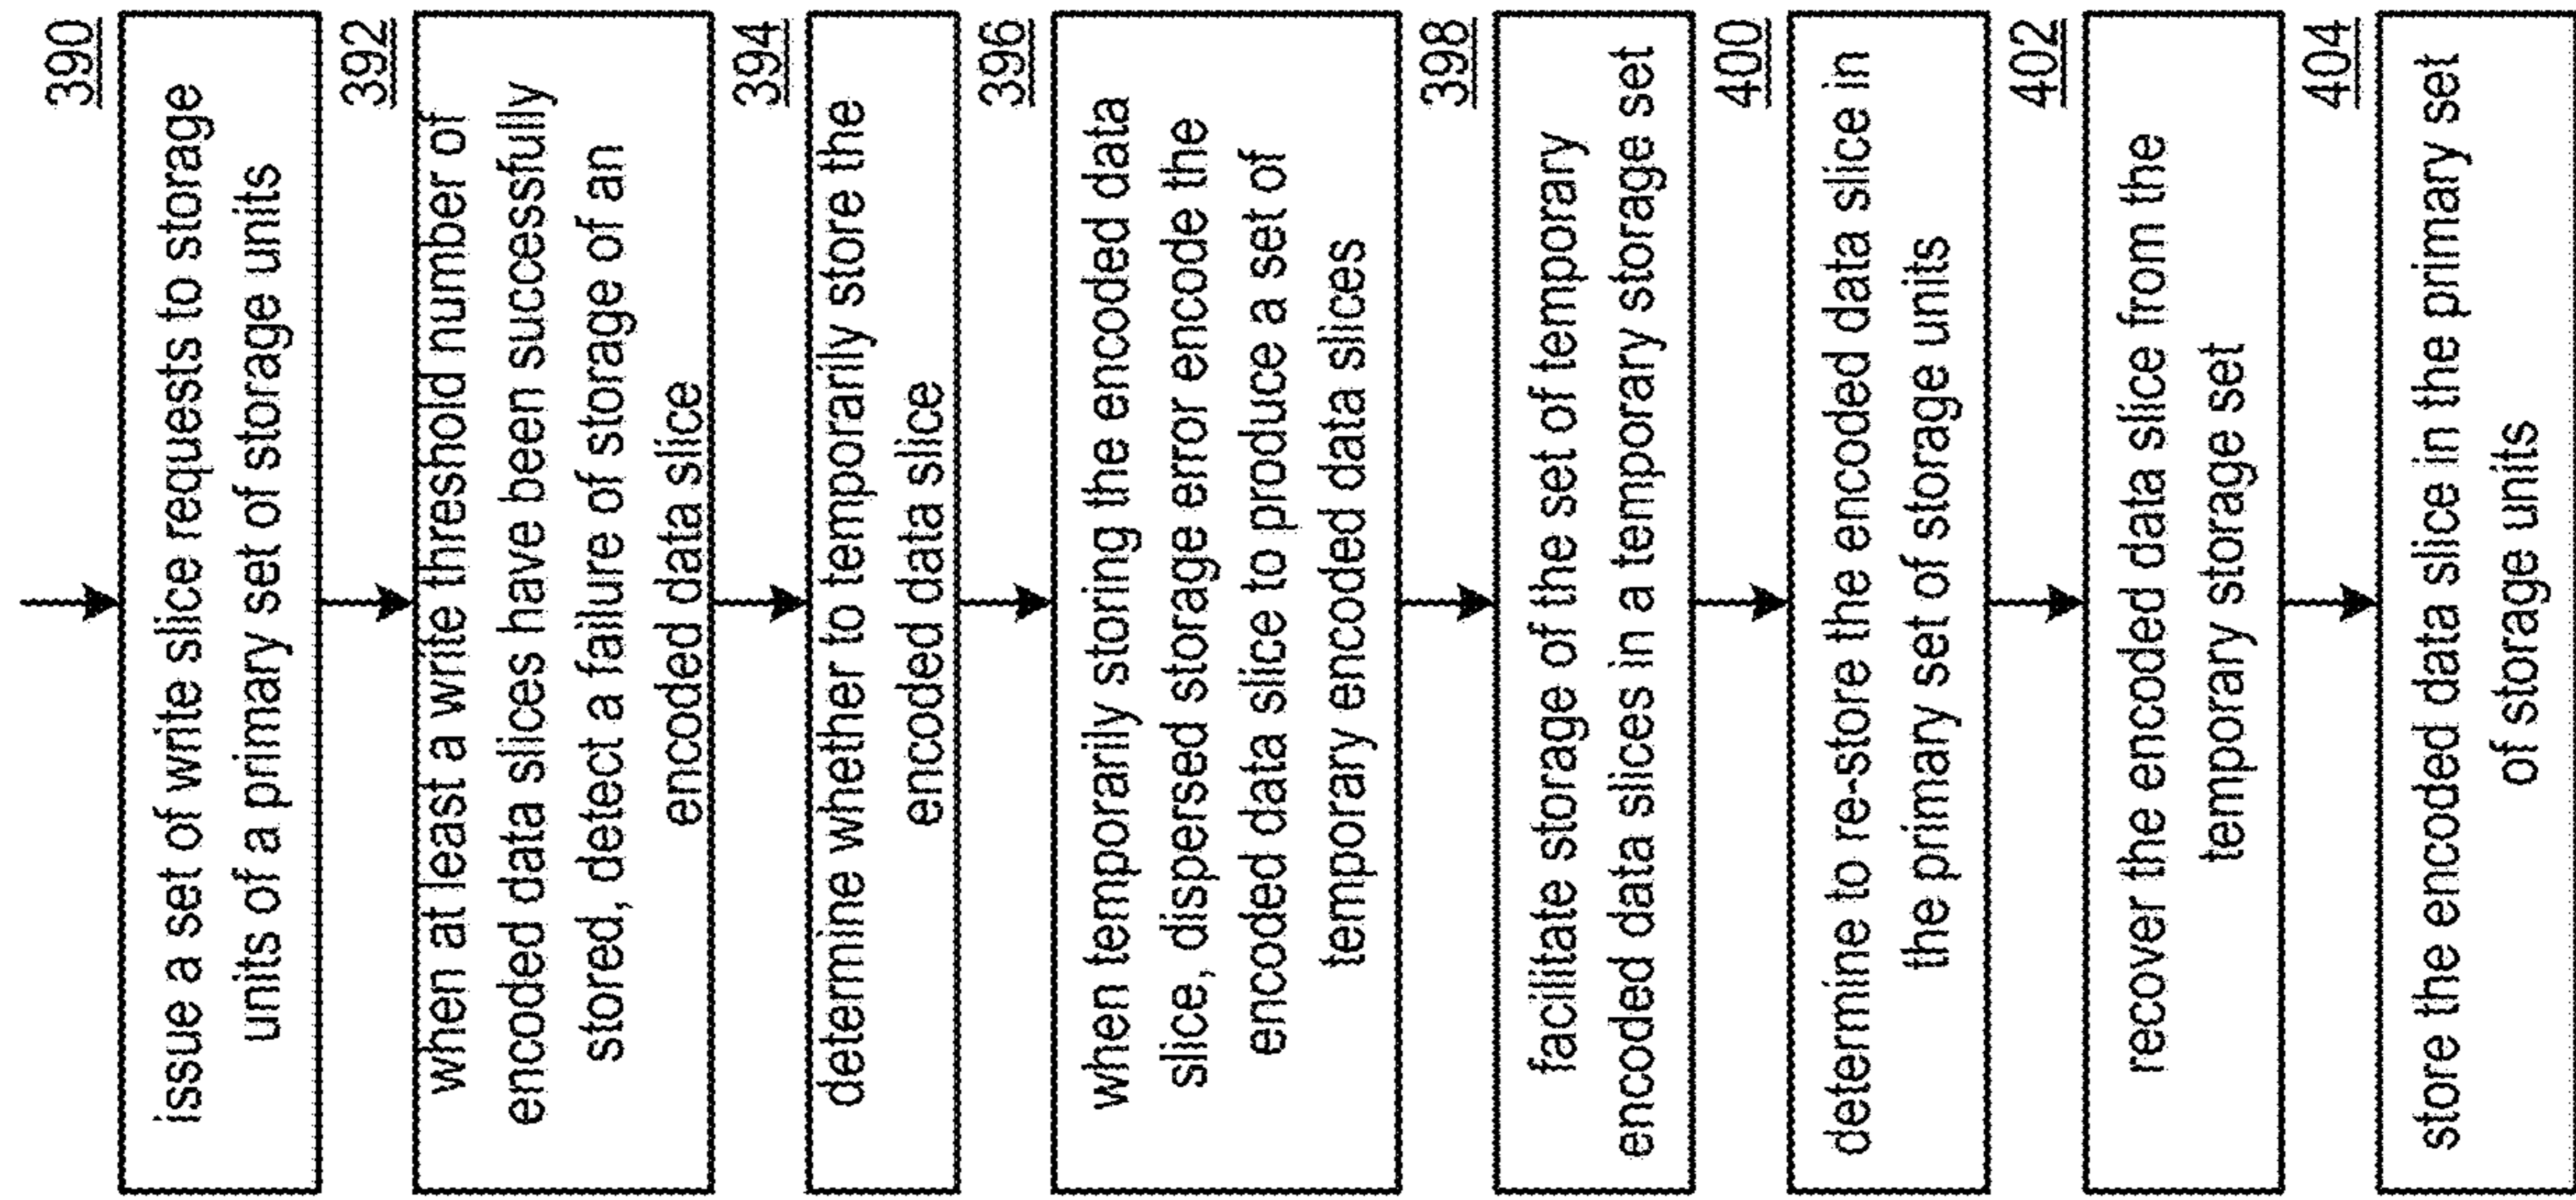 390
issue a set of write slice requests to storage
units of a primary set of storage units
392
when at least a write threshold number of
encoded data slices have been successfully
stored, detect a failure of storage of an
encoded data slice
394
determine whether to temporarily store the
encoded data slice
396
when temporarily storing the encoded data
slice, dispersed storage error encode the
encoded data slice to produce a set of
temporary encoded data slices
398
facilitate storage of the set of temporary
encoded data slices in a temporary storage set
400
determine to re-store the encoded data slice in
the primary set of storage units
402
recover the encoded data slice from the
temporary storage set
404
store the encoded data slice in the primary set
of storage units